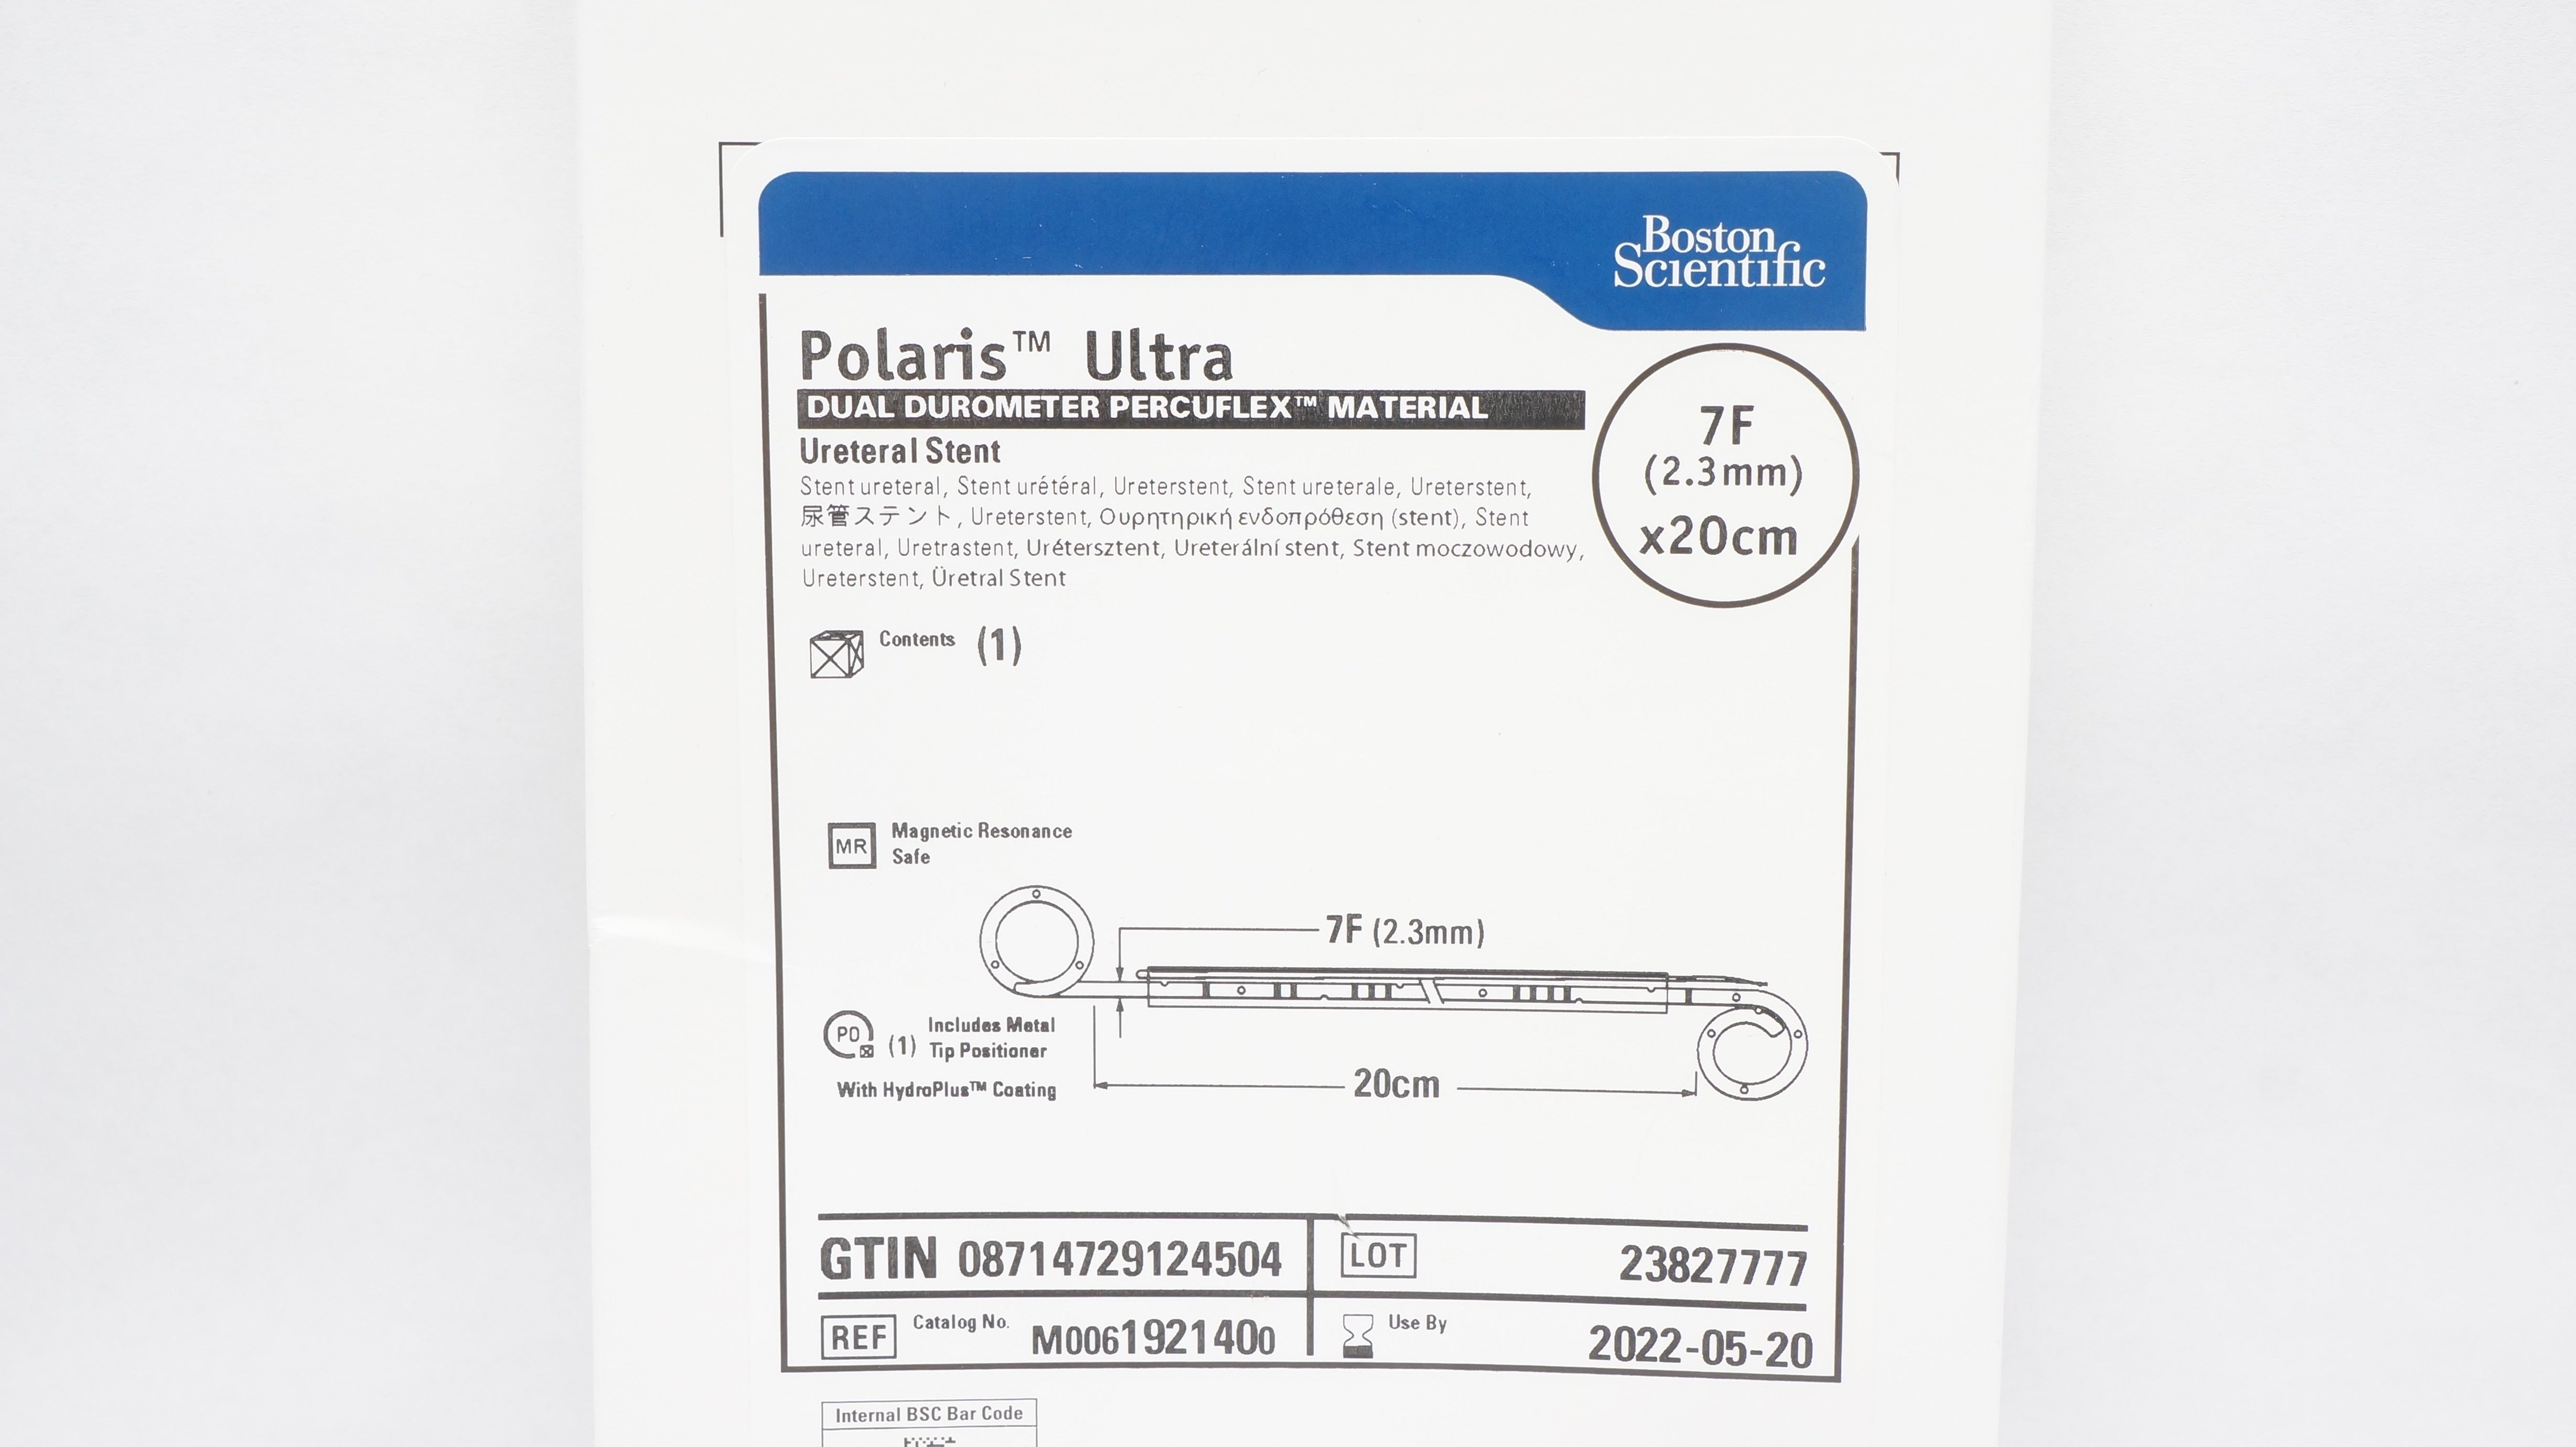 Boston
Scientific
Polaris™ Ultra
DUAL DUROMETER PERCUFLEX™ MATERIAL
Ureteral Stent
Stent ureteral, Stent urétéral, Ureterstent, Stent ureterale, Ureterstent,
尿管ステント, Ureterstent, Ουρητηρική ενδοπρόθεση (stent), Stent
ureteral, Uretrastent, Urétersztent, Ureterální stent, Stent moczowodowy,
Ureterstent, Üretral Stent
7F
(2.3mm)
x20cm
Contents (1)
MR Magnetic Resonance
Safe
7F (2.3mm)
PO (1) Includes Metal
Tip Positioner
With HydroPlus™ Coating
20cm
GTIN 08714729124504
LOT 23827777
REF Catalog No. M0061921400
Use By 2022-05-20
Internal BSC Bar Code